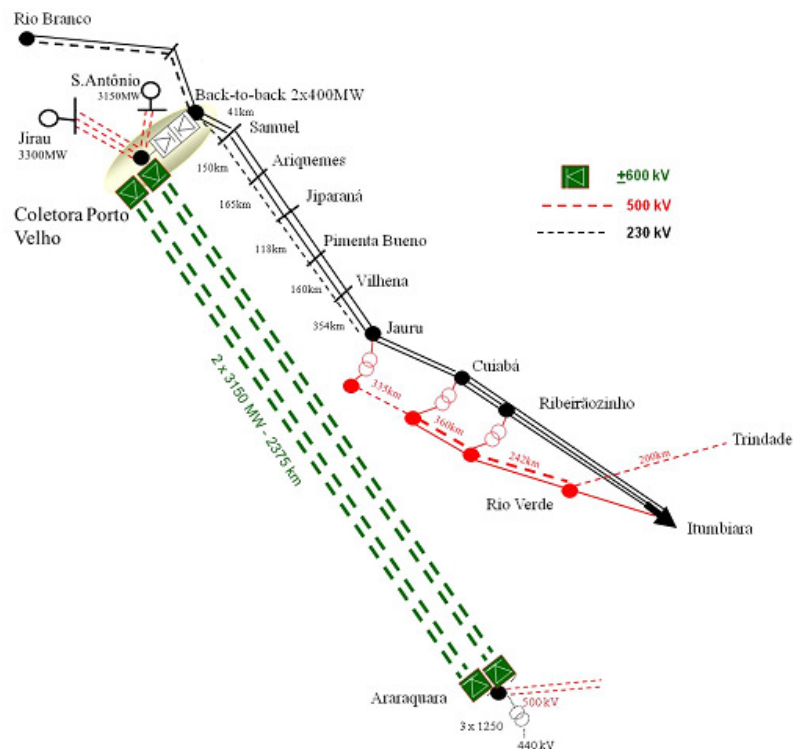 Rio Branco
S.Antônio
3150MW
Back-to-back 2x400MW
Jirau
3300MW
41km
Samuel
150km
Ariquemes
165km
Jiparaná
118km
Pimenta Bueno
160km
Vilhena
354km
Jauru
Coletora Porto
Velho
±600 kV
500 kV
230 kV
Cuiabá
335km
Ribeirãozinho
360km
242km
Trindade
200km
Rio Verde
Itumbiara
2 x 3150 MW - 2375 km
Araraquara
500 kV
3 x 1250
440 kV